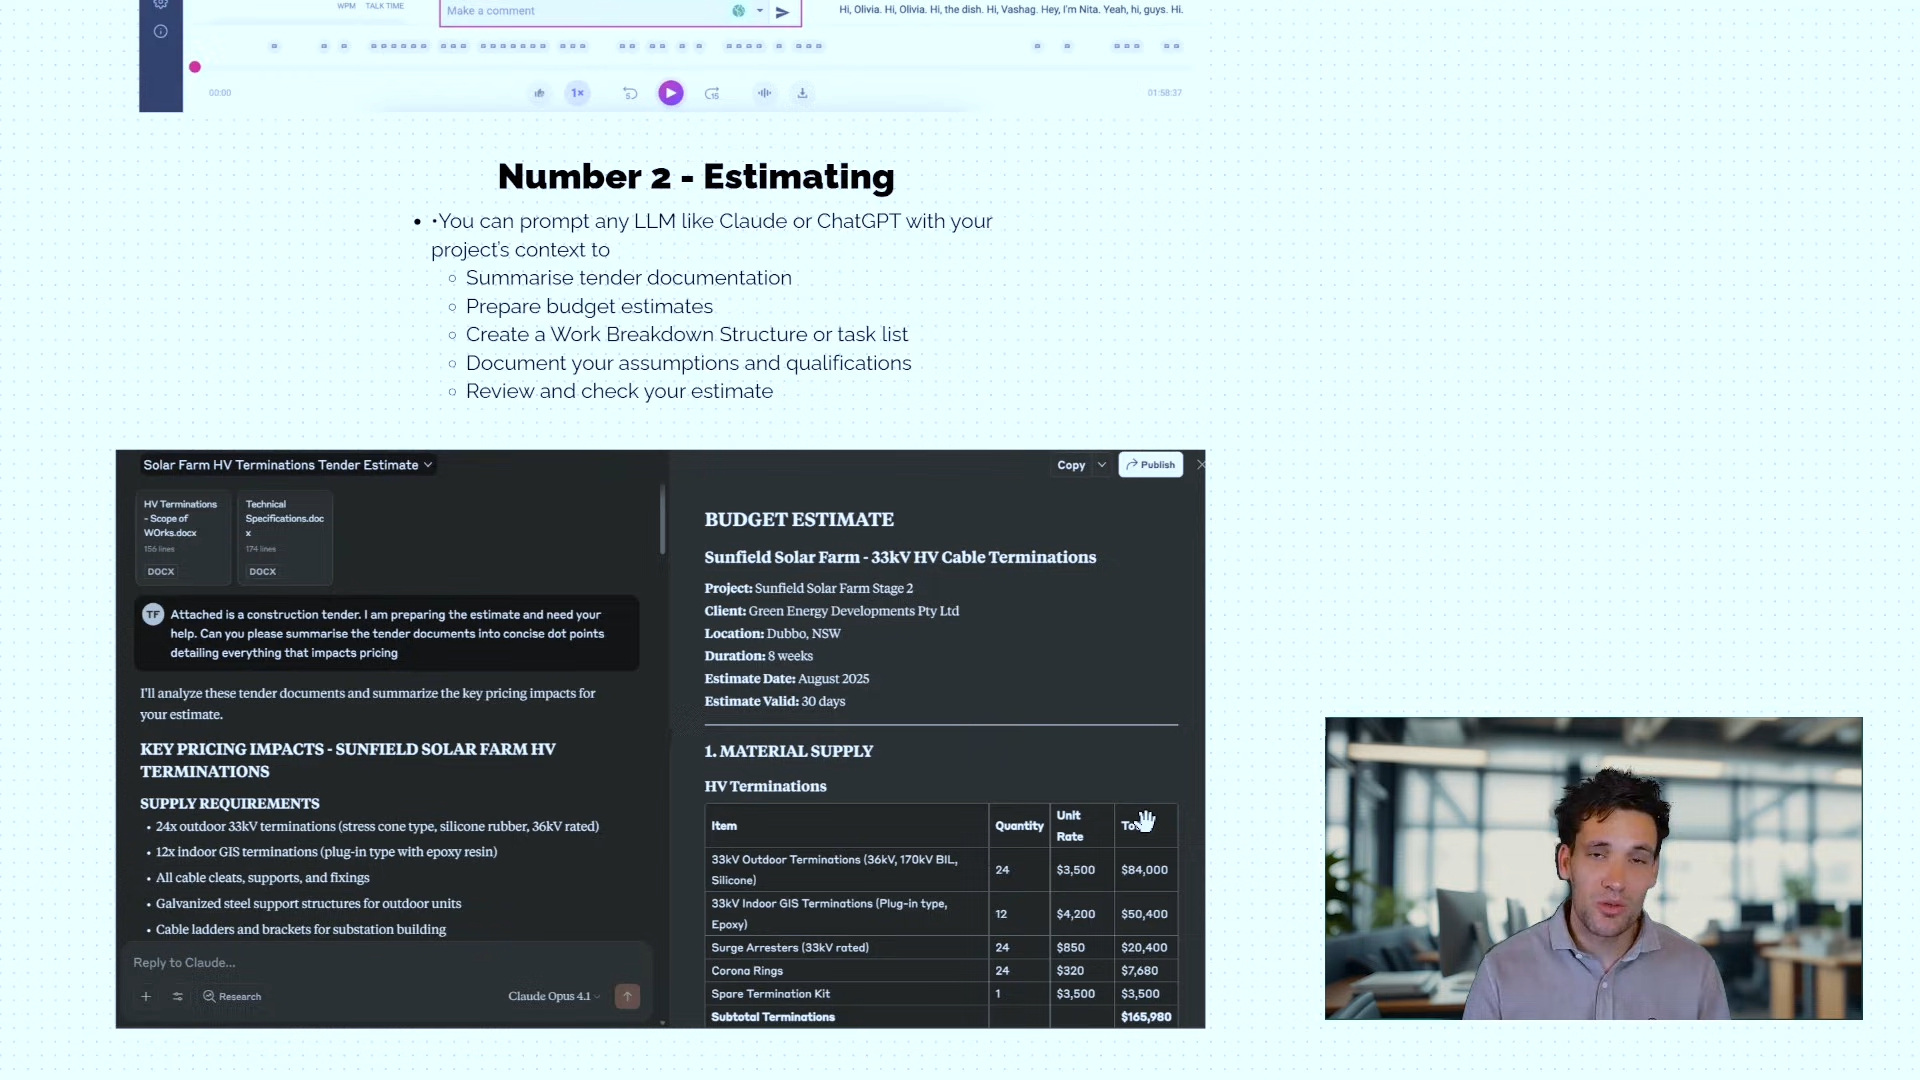 WPM TALK TIME
Make a comment
Hi, Olivia. Hi, Olivia. Hi, the dish. Hi, Vashag. Hey, I'm Nita. Yeah, hi, guys. Hi.
00:00
1×
5
15
01:58:37
Number 2 - Estimating
• •You can prompt any LLM like Claude or ChatGPT with your
project's context to
○ Summarise tender documentation
○ Prepare budget estimates
○ Create a Work Breakdown Structure or task list
○ Document your assumptions and qualifications
○ Review and check your estimate
Solar Farm HV Terminations Tender Estimate
HV Terminations
- Scope of
WOrks.docx
156 lines
DOCX
Technical
Specifications.doc
x
174 lines
DOCX
TF
Attached is a construction tender. I am preparing the estimate and need your
help. Can you please summarise the tender documents into concise dot points
detailing everything that impacts pricing
I'll analyze these tender documents and summarize the key pricing impacts for
your estimate.
KEY PRICING IMPACTS - SUNFIELD SOLAR FARM HV
TERMINATIONS
SUPPLY REQUIREMENTS
• 24x outdoor 33kV terminations (stress cone type, silicone rubber, 36kV rated)
• 12x indoor GIS terminations (plug-in type with epoxy resin)
• All cable cleats, supports, and fixings
• Galvanized steel support structures for outdoor units
• Cable ladders and brackets for substation building
Reply to Claude...
Research
Claude Opus 4.1
Copy
Publish
BUDGET ESTIMATE
Sunfield Solar Farm - 33kV HV Cable Terminations
Project: Sunfield Solar Farm Stage 2
Client: Green Energy Developments Pty Ltd
Location: Dubbo, NSW
Duration: 8 weeks
Estimate Date: August 2025
Estimate Valid: 30 days
1. MATERIAL SUPPLY
HV Terminations
Item Quantity Unit Rate
33kV Outdoor Terminations (36kV, 170kV BIL, Silicone) 24 $3,500 $84,000
33kV Indoor GIS Terminations (Plug-in type, Epoxy) 12 $4,200 $50,400
Surge Arresters (33kV rated) 24 $850 $20,400
Corona Rings 24 $320 $7,680
Spare Termination Kit 1 $3,500 $3,500
Subtotal Terminations $165,980